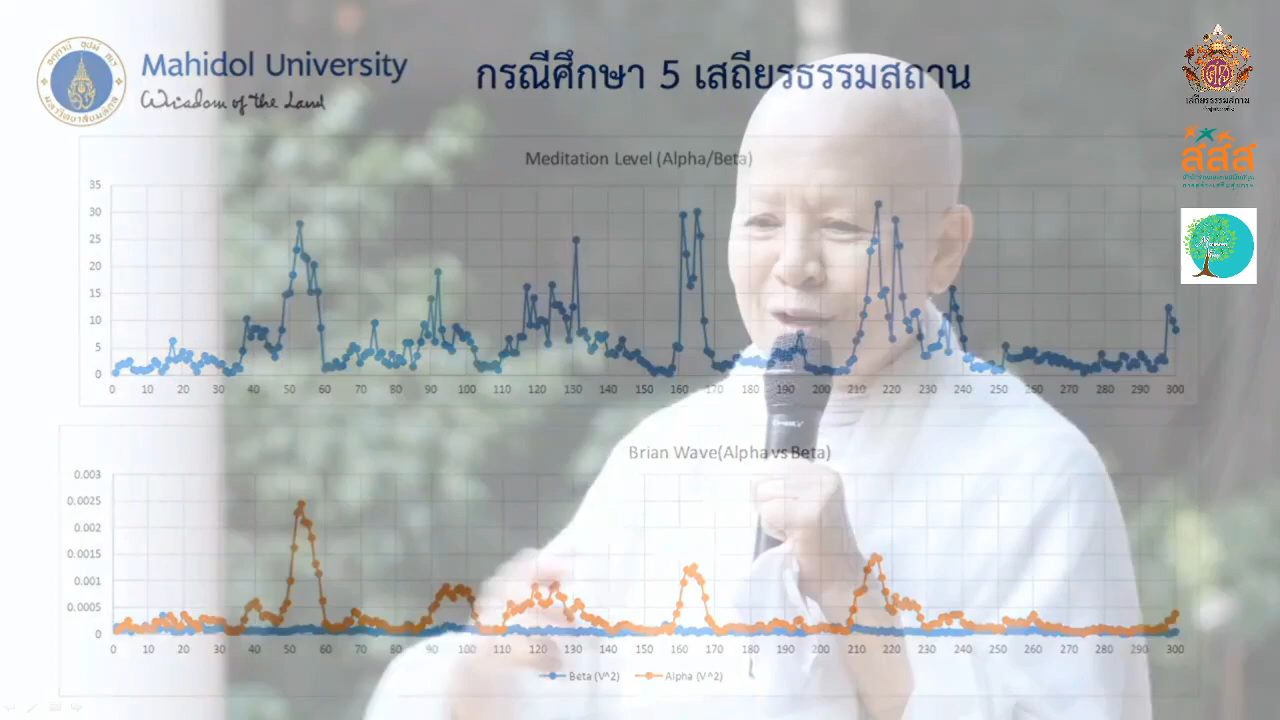 Mahidol University
Wisdom of the Land
กรณีศึกษา 5 เสถียรธรรมสถาน
เสถียรธรรมสถาน
สสส
Meditation Level (Alpha/Beta)
35
30
25
20
15
10
5
0
0 10 20 30 40 50 60 70 80 90 100 110 120 130 140 150 160 170 180 190 200 210 220 230 240 250 260 270 280 290 300
Brian Wave(Alpha vs Beta)
0.003
0.0025
0.002
0.0015
0.001
0.0005
0
0 10 20 30 40 50 60 70 80 90 100 110 120 130 140 150 160 170 180 190 200 210 220 230 240 250 260 270 280 290 300
Beta (V^2) Alpha (V^2)